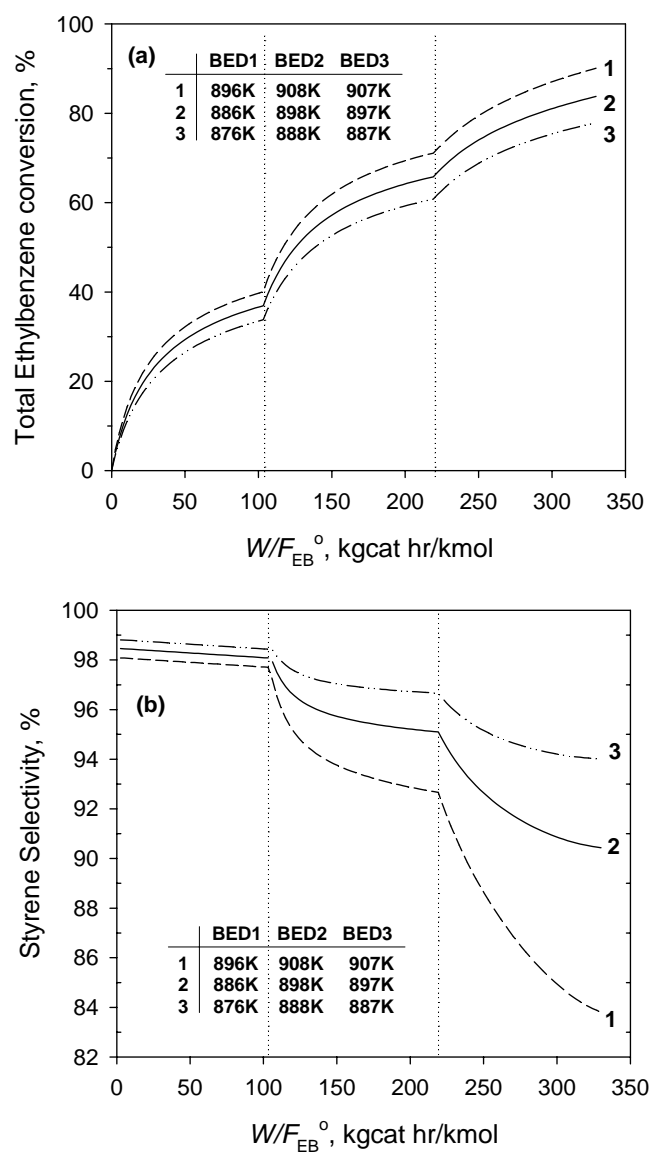 100
(a)
BED1 BED2 BED3
1 896K 908K 907K
2 886K 898K 897K
3 876K 888K 887K
1
2
3
80
60
40
20
0
Total Ethylbenzene conversion, %
0 50 100 150 200 250 300 350
W/F_EB^o, kgcat hr/kmol
100
98
96
94
92
90
88
86
84
82
Styrene Selectivity, %
(b)
3
2
1
BED1 BED2 BED3
1 896K 908K 907K
2 886K 898K 897K
3 876K 888K 887K
0 50 100 150 200 250 300 350
W/F_EB^o, kgcat hr/kmol